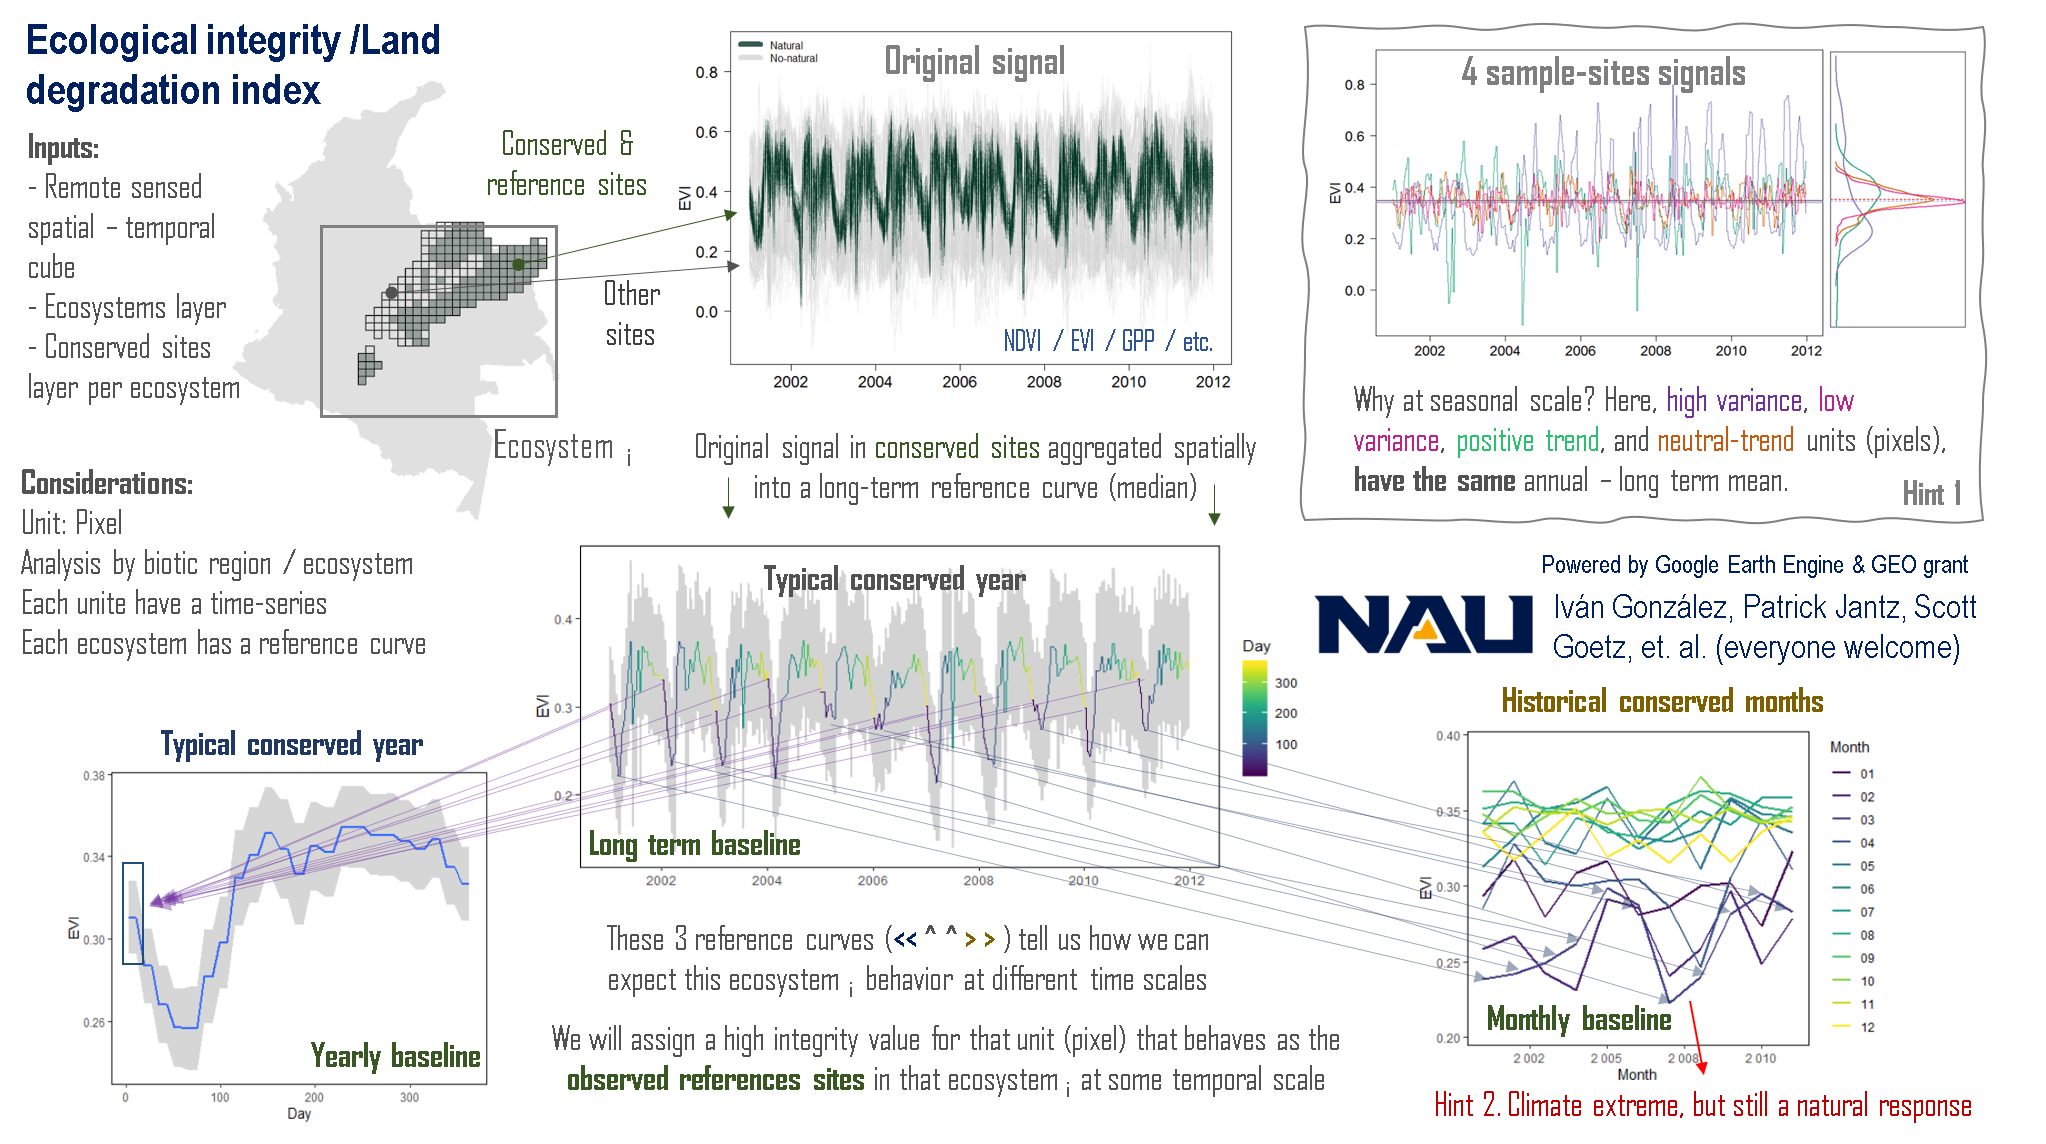 Ecological integrity /Land
degradation index
Inputs:
- Remote sensed
spatial – temporal
cube
- Ecosystems layer
- Conserved sites
layer per ecosystem
Conserved &
reference sites
Other
sites
Ecosystem i
Considerations:
Unit: Pixel
Analysis by biotic region / ecosystem
Each unite have a time-series
Each ecosystem has a reference curve
Natural
No-natural
Original signal
EVI
0.8
0.6
0.4
0.2
0.0
NDVI / EVI / GPP / etc.
2002
2004
2006
2008
2010
2012
Original signal in conserved sites aggregated spatially
into a long-term reference curve (median)
4 sample-sites signals
EVI
0.8
0.6
0.4
0.2
0.0
2002
2004
2006
2008
2010
2012
Why at seasonal scale? Here, high variance, low
variance, positive trend, and neutral-trend units (pixels),
have the same annual – long term mean.
Hint 1
Powered by Google Earth Engine & GEO grant
NAU
Iván González, Patrick Jantz, Scott
Goetz, et. al. (everyone welcome)
Typical conserved year
EVI
0.4
0.3
0.2
Long term baseline
2002
2004
2006
2008
2010
2012
Day
300
200
100
Typical conserved year
EVI
0.38
0.34
0.30
0.26
Yearly baseline
0
100
200
300
Day
These 3 reference curves (<< ^ ^ > > ) tell us how we can
expect this ecosystem i behavior at different time scales
We will assign a high integrity value for that unit (pixel) that behaves as the
observed references sites in that ecosystem i at some temporal scale
Historical conserved months
EVI
0.40
0.35
0.30
0.25
0.20
Monthly baseline
2 002
2 005
2 008
2 010
Month
Month
01
02
03
04
05
06
07
08
09
10
11
12
Hint 2. Climate extreme, but still a natural response